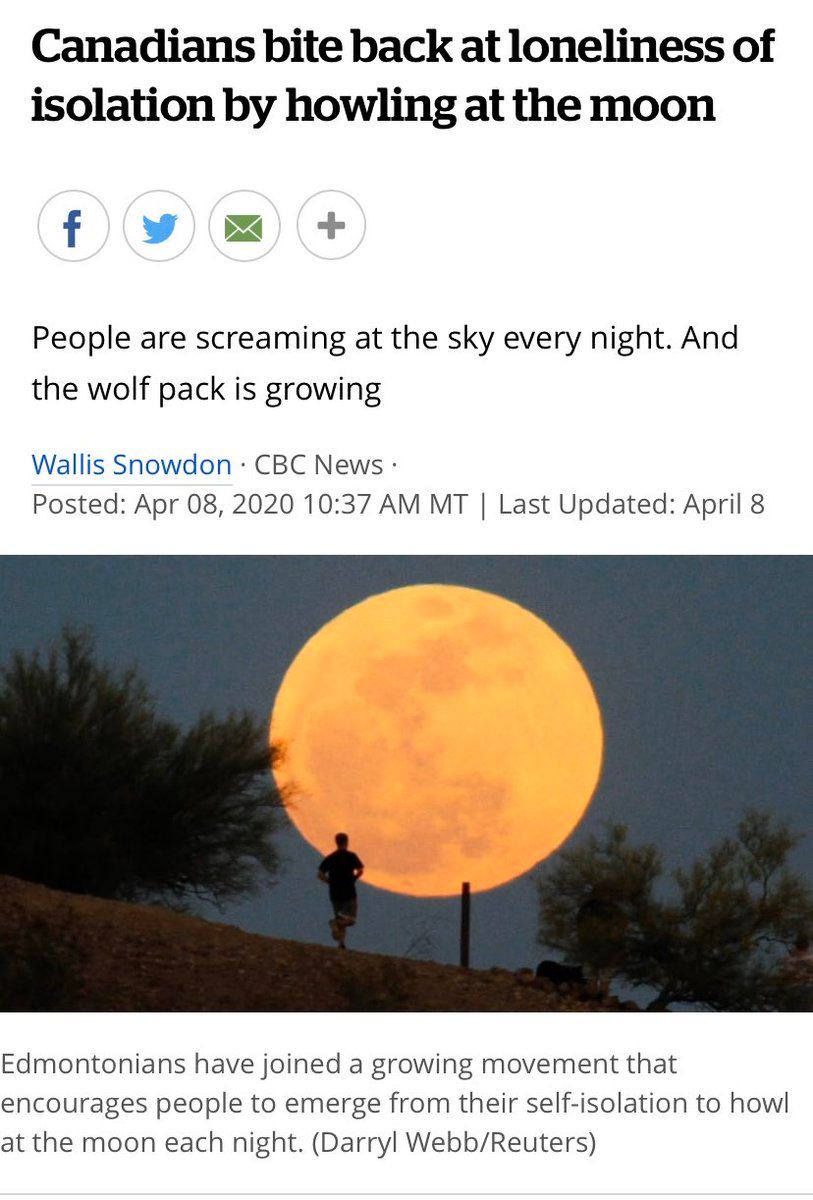 Canadians bite back at loneliness of
isolation by howling at the moon
People are screaming at the sky every night. And
the wolf pack is growing
Wallis Snowdon · CBC News ·
Posted: Apr 08, 2020 10:37 AM MT | Last Updated: April 8
Edmontonians have joined a growing movement that
encourages people to emerge from their self-isolation to howl
at the moon each night. (Darryl Webb/Reuters)